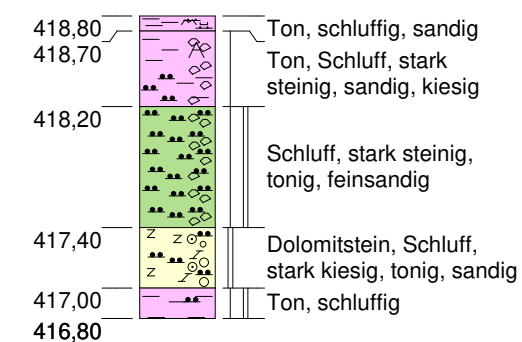 418,80 Ton, schluffig, sandig
418,70 Ton, Schluff, stark
steinig, sandig, kiesig
418,20
Schluff, stark steinig,
tonig, feinsandig
417,40 Dolomitstein, Schluff,
stark kiesig, tonig, sandig
417,00 Ton, schluffig
416,80